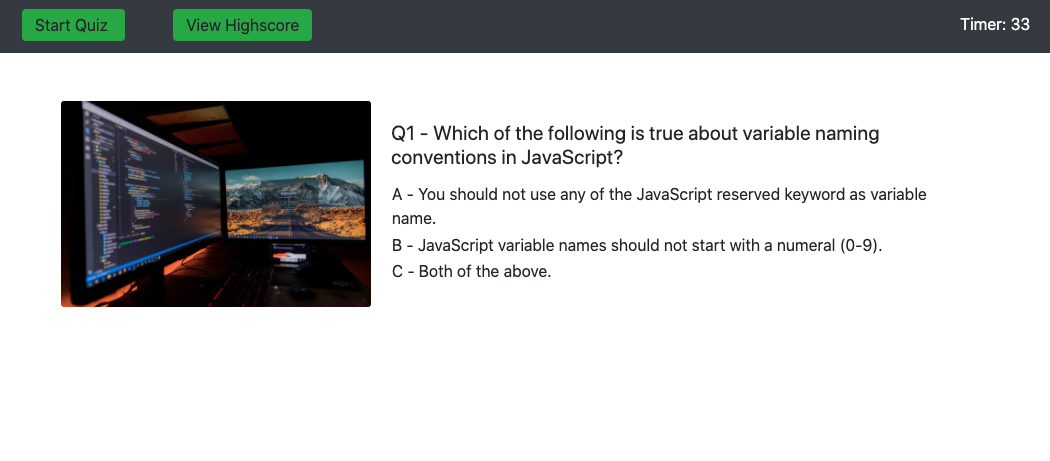 Start Quiz View Highscore Timer: 33
Q1 - Which of the following is true about variable naming
conventions in JavaScript?
A - You should not use any of the JavaScript reserved keyword as variable
name.
B - JavaScript variable names should not start with a numeral (0-9).
C - Both of the above.